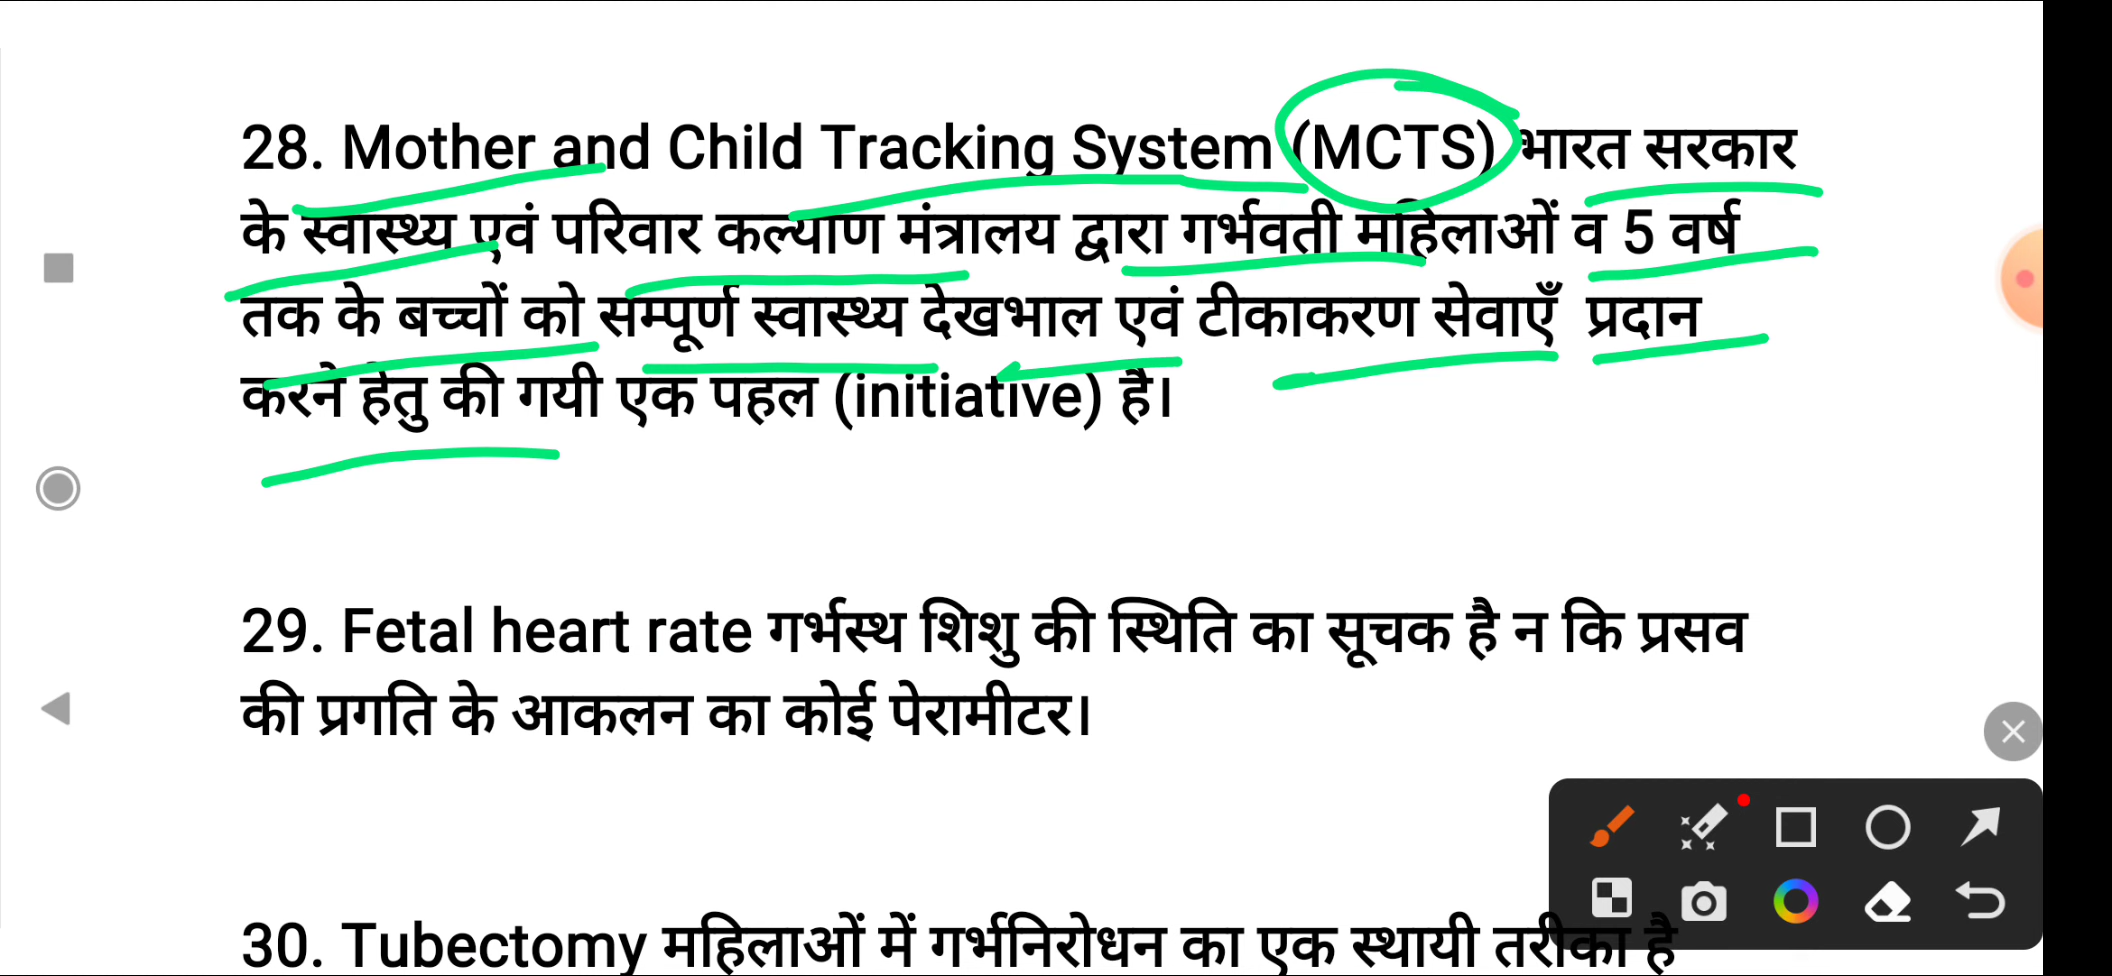 28. Mother and Child Tracking System (MCTS) भारत सरकार
के स्वास्थ्य एवं परिवार कल्याण मंत्रालय द्वारा गर्भवती महिलाओं व 5 वर्ष
तक के बच्चों को सम्पूर्ण स्वास्थ्य देखभाल एवं टीकाकरण सेवाएँ प्रदान
करने हेतु की गयी एक पहल (initiative) है।
29. Fetal heart rate गर्भस्थ शिशु की स्थिति का सूचक है न कि प्रसव
की प्रगति के आकलन का कोई पेरामीटर।
30. Tubectomy महिलाओं में गर्भनिरोधन का एक स्थायी तरीका है